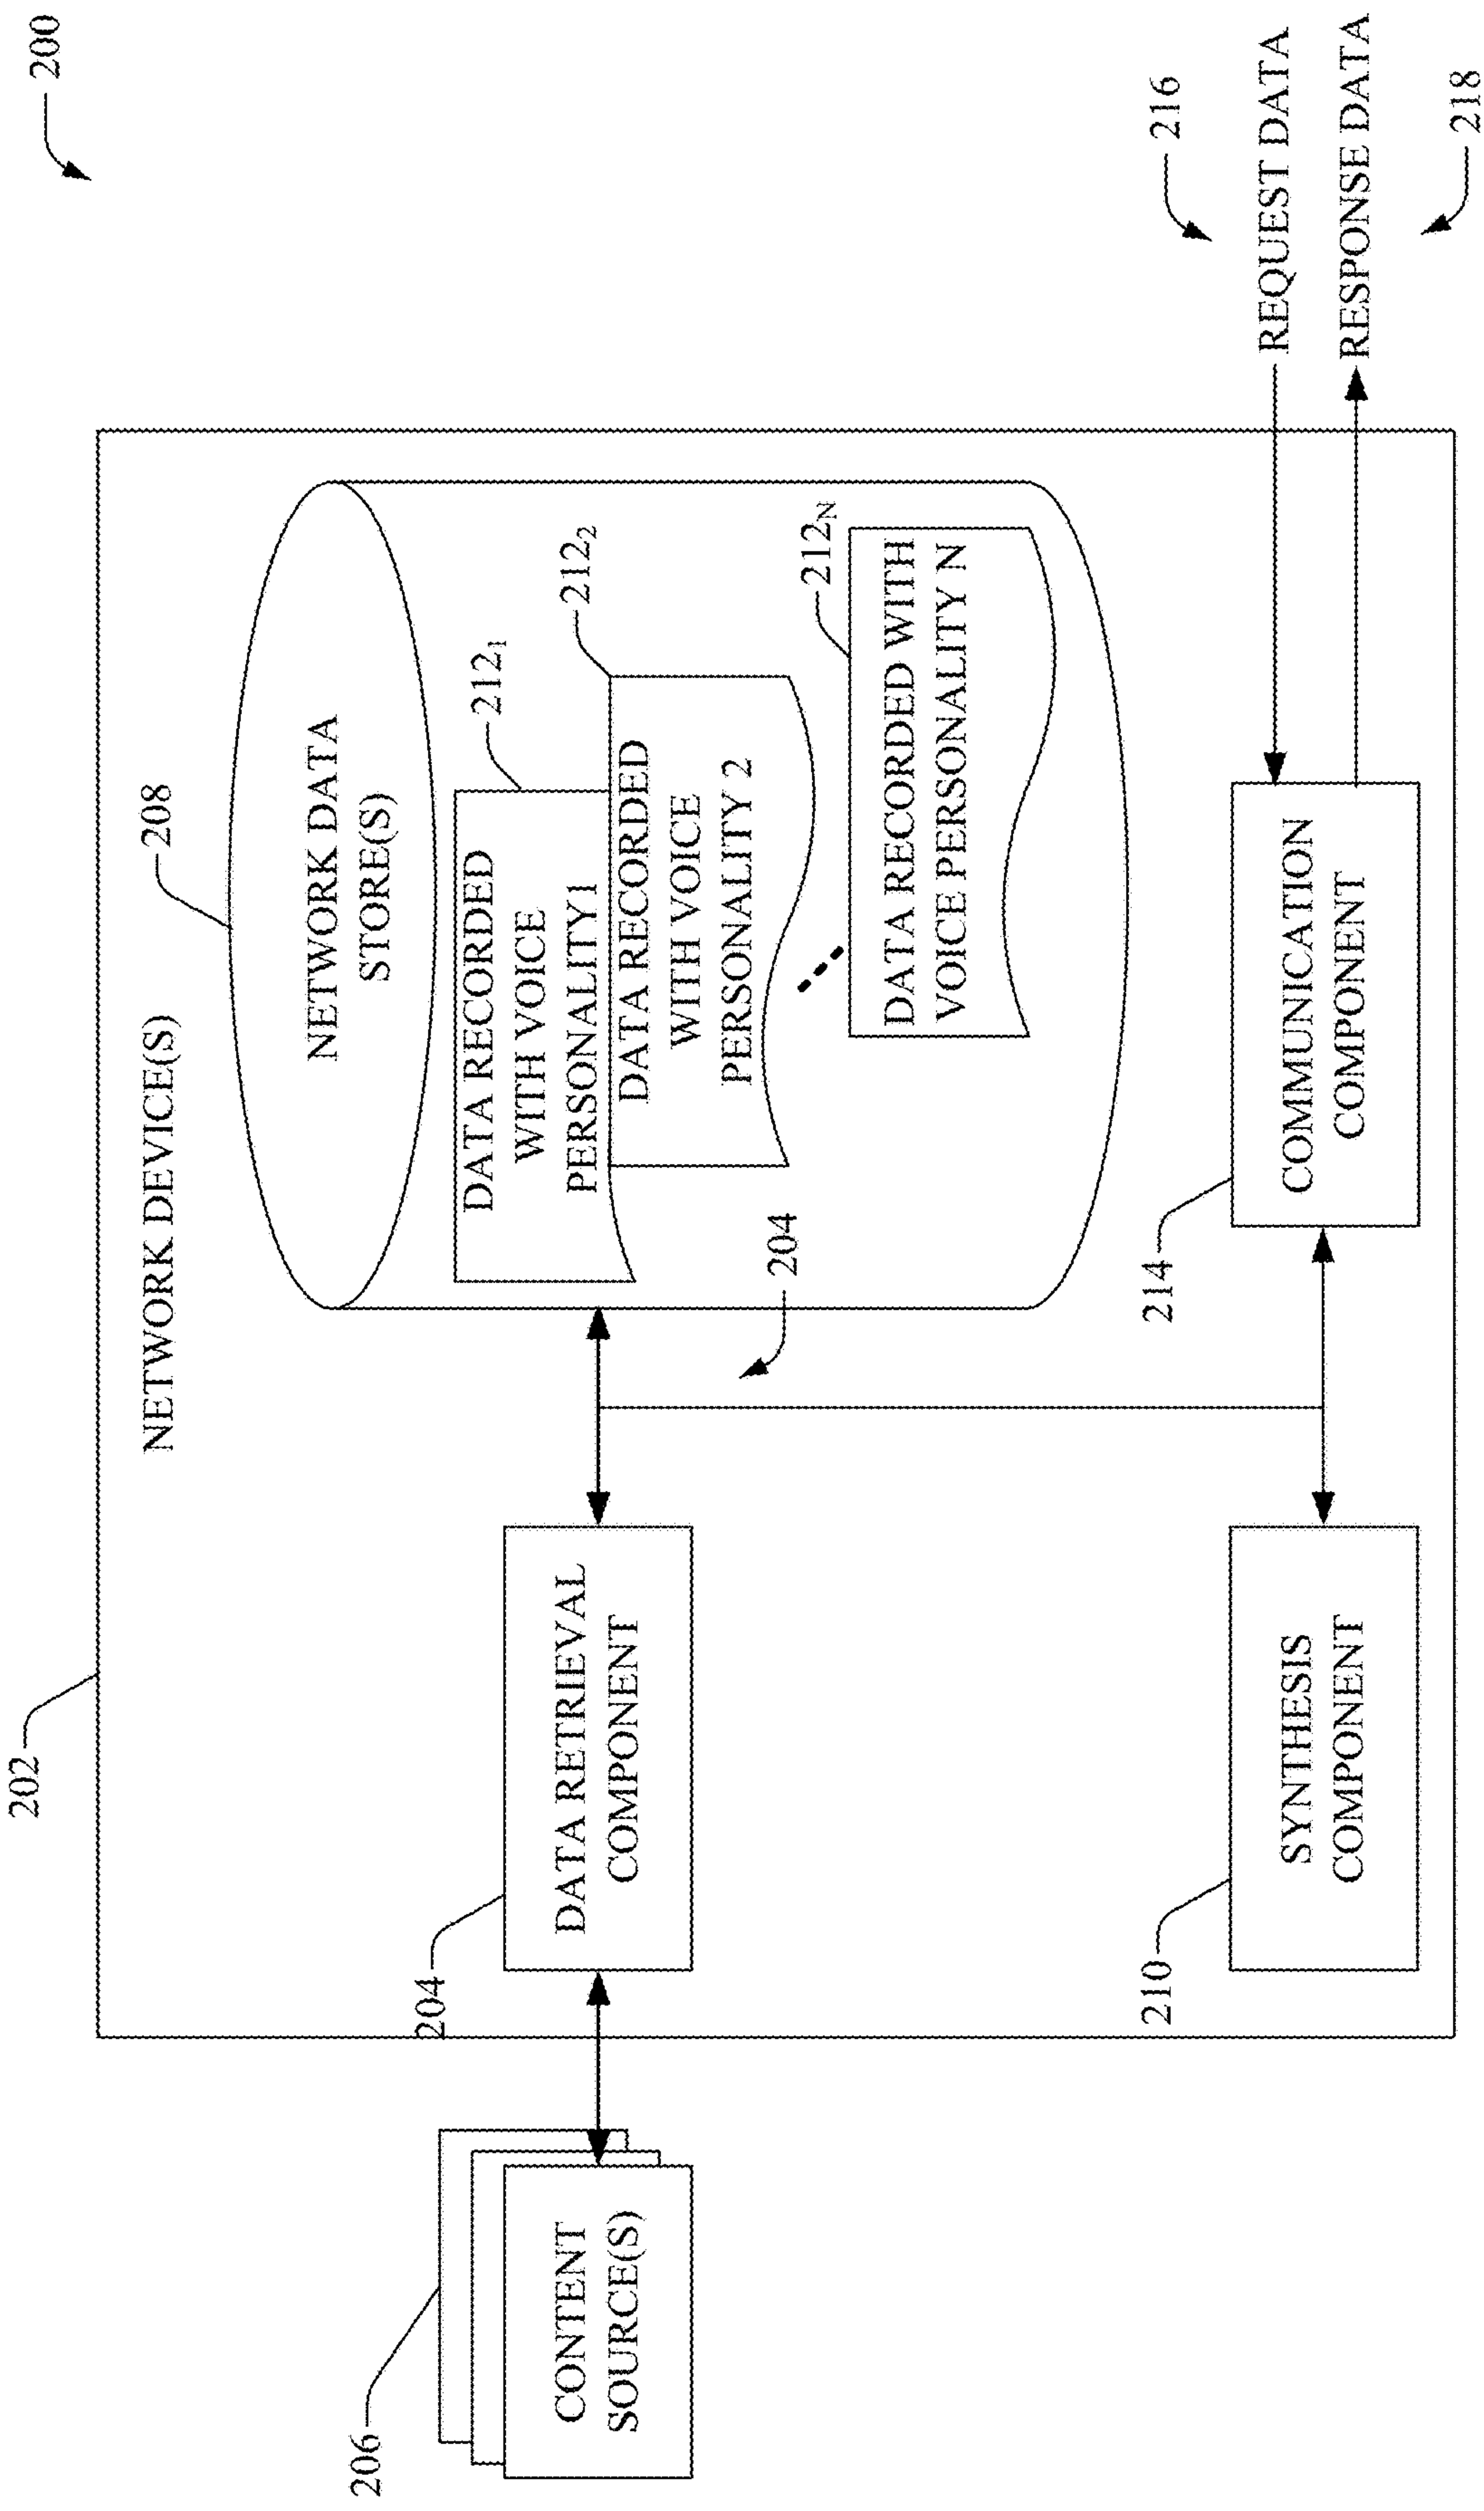 200
202
NETWORK DEVICE(S)
208
NETWORK DATA
STORE(S)
206
CONTENT
SOURCE(S)
204
DATA RETRIEVAL
COMPONENT
212₁
DATA RECORDED
WITH VOICE
PERSONALITY 1
212₂
DATA RECORDED
WITH VOICE
PERSONALITY 2
204
212N
DATA RECORDED WITH
VOICE PERSONALITY N
210
SYNTHESIS
COMPONENT
214
COMMUNICATION
COMPONENT
216
REQUEST DATA
RESPONSE DATA
218